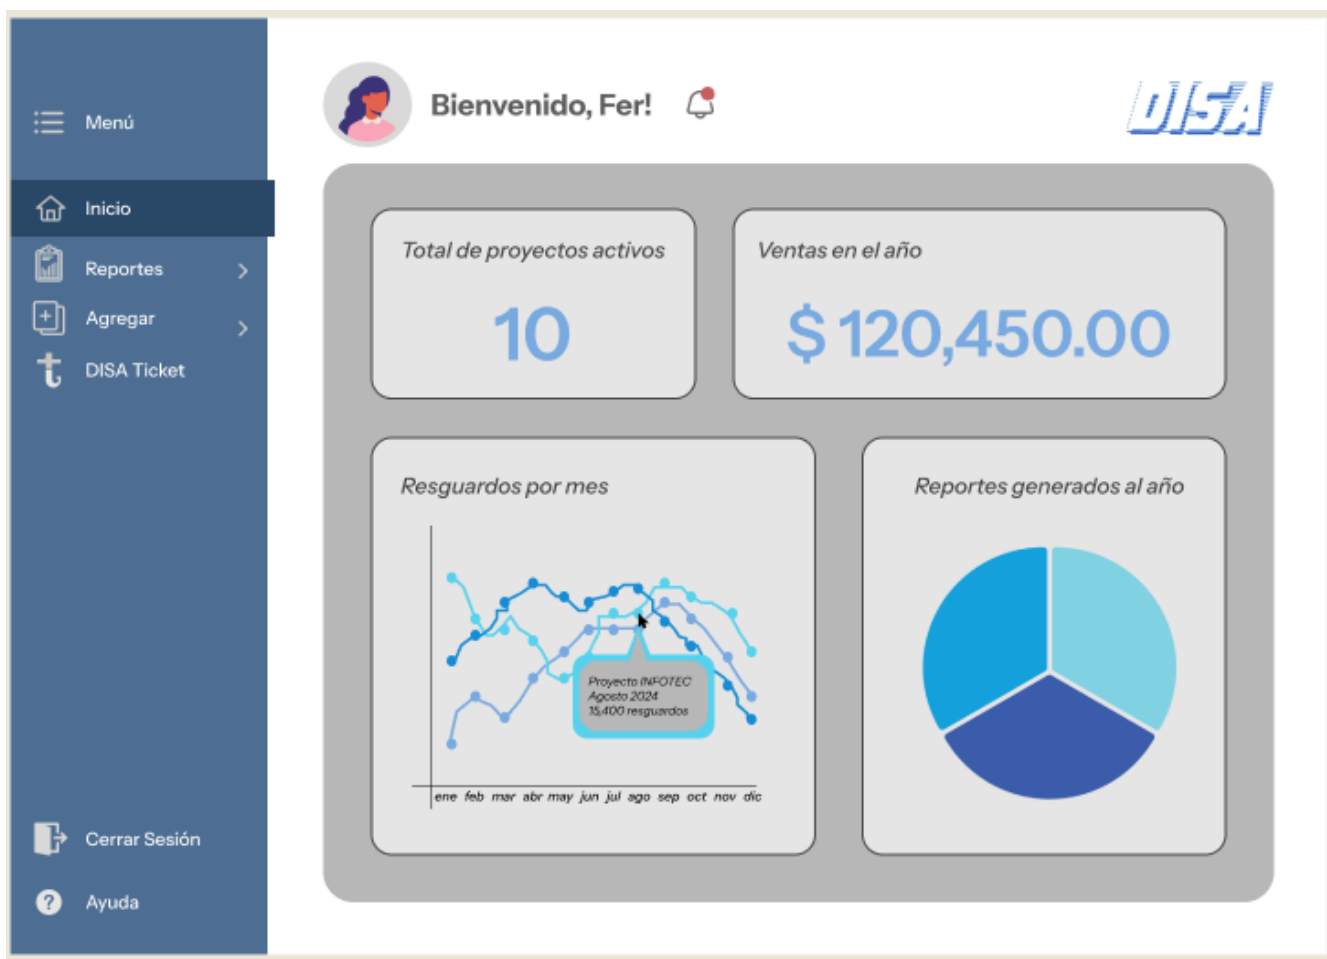 Menú
Inicio
Reportes
Agregar
DISA Ticket
Cerrar Sesión
Ayuda
Bienvenido, Fer!
DISA
Total de proyectos activos
10
Ventas en el año
$ 120,450.00
Resguardos por mes
Proyecto INFOTEC
Agosto 2024
15,400 resguardos
ene feb mar abr may jun jul ago sep oct nov dic
Reportes generados al año